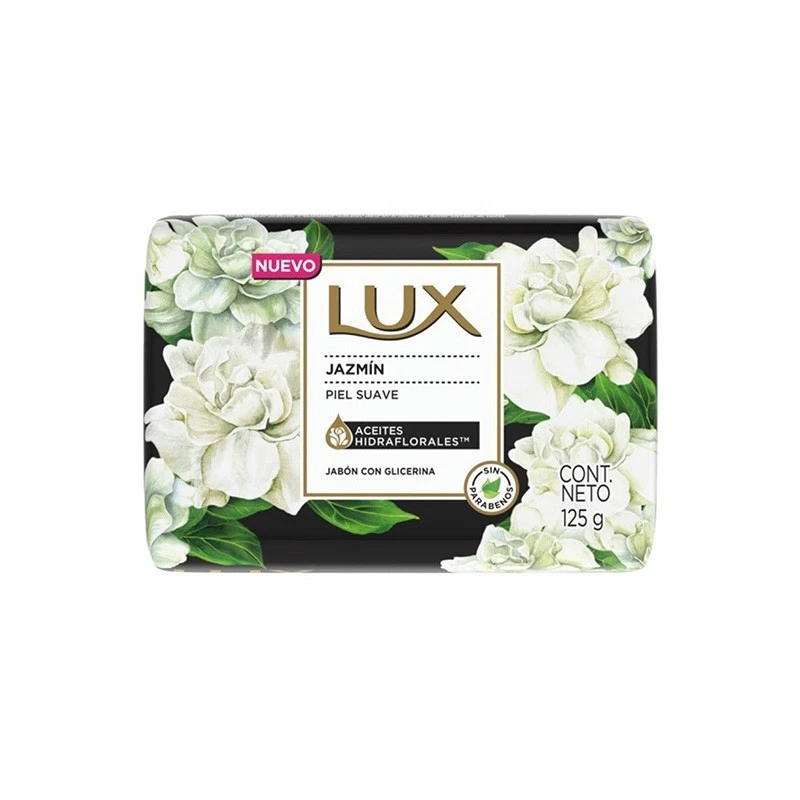 NUEVO
LUX
JAZMÍN
PIEL SUAVE
ACEITES
HIDRAFLORALES™
JABÓN CON GLICERINA
SIN
PARABENOS
CONT.
NETO
125 g